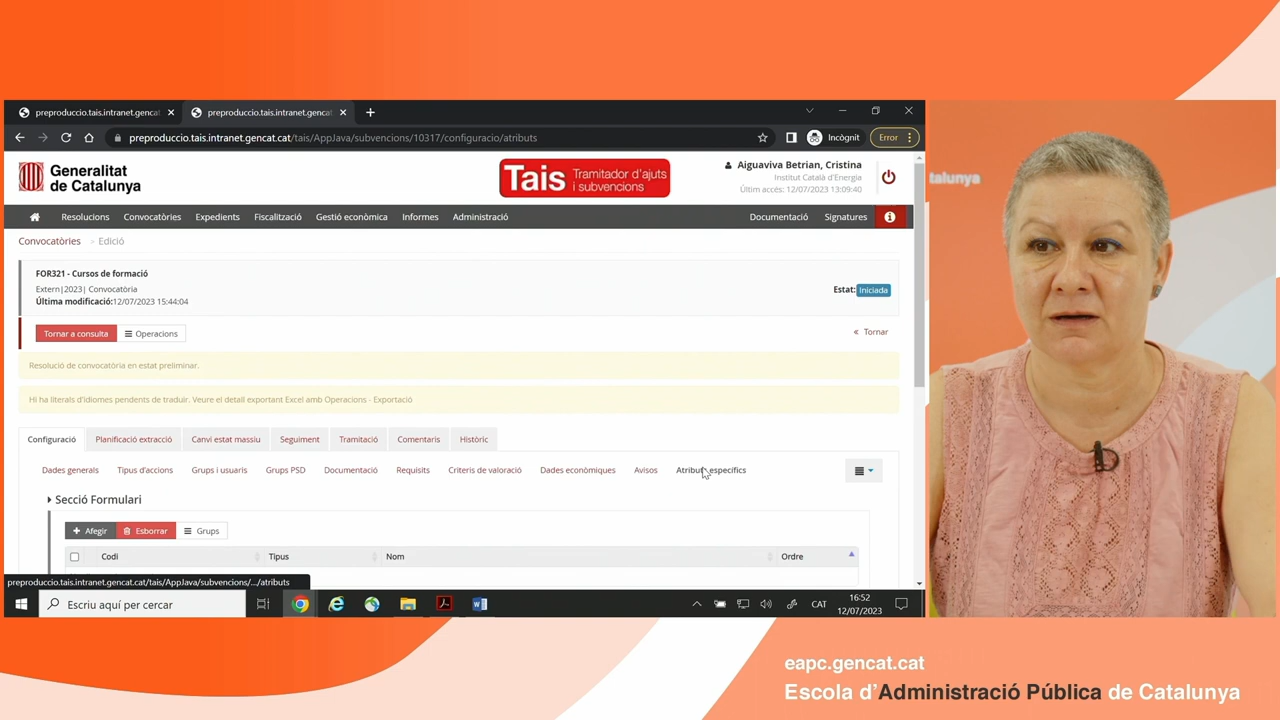 preproduccio.tais.intranet.gencat
preproduccio.tais.intranet.gencat
preproduccio.tais.intranet.gencat.cat/tais/AppJava/subvencions/10317/configuracio/atributs
Incògnit
Error
Generalitat
de Catalunya
Tais Tramitador d'ajuts
i subvencions
Aiguaviva Betrian, Cristina
Institut Català d'Energia
Últim accés: 12/07/2023 13:09:40
Resolucions Convocatòries Expedients Fiscalització Gestió econòmica Informes Administració Documentació Signatures
Convocatòries > Edició
FOR321 - Cursos de formació
Extern|2023| Convocatòria
Última modificació:12/07/2023 15:44:04
Estat: Iniciada
Tornar a consulta Operacions
« Tornar
Resolució de convocatòria en estat preliminar.
Hi ha literals d'idiomes pendents de traduir. Veure el detall exportant Excel amb Operacions - Exportació
Configuració Planificació extracció Canvi estat massiu Seguiment Tramitació Comentaris Històric
Dades generals Tipus d'accions Grups i usuaris Grups PSD Documentació Requisits Criteris de valoració Dades econòmiques Avisos Atributs específics
Secció Formulari
+ Afegir Esborrar Grups
Codi Tipus Nom Ordre
preproduccio.tais.intranet.gencat.cat/tais/AppJava/subvencions/.../atributs
Escriu aquí per cercar
CAT
16:52
12/07/2023
talunya
eapc.gencat.cat
Escola d'Administració Pública de Catalunya